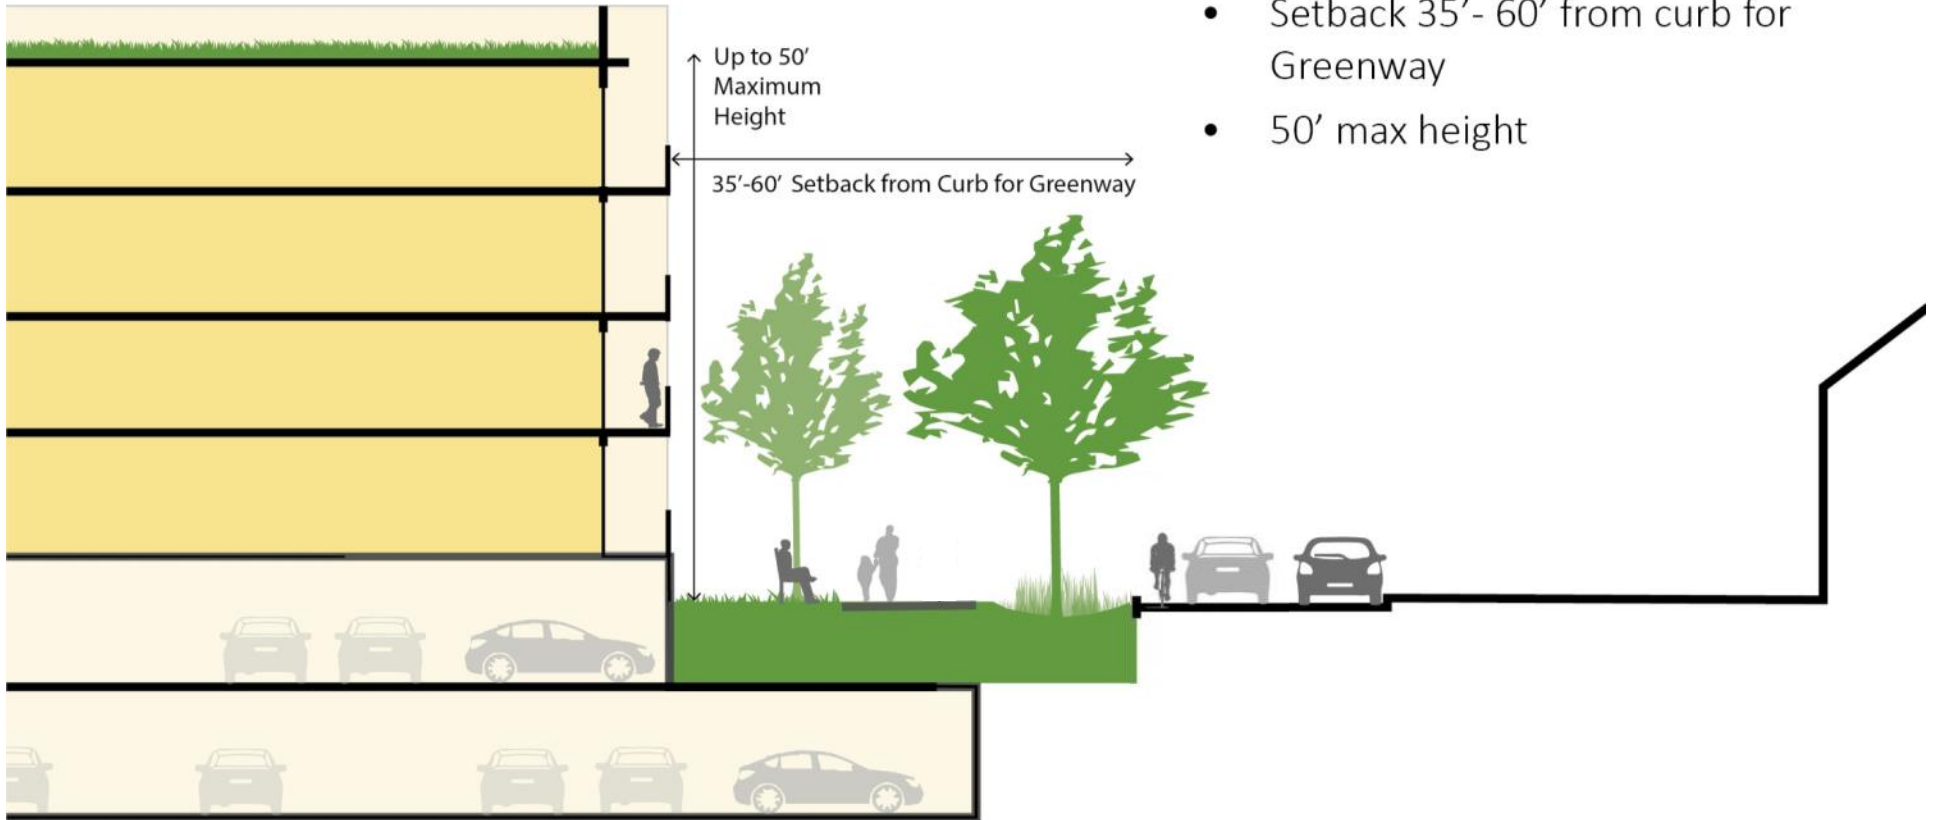 • Setback 35’- 60’ from curb for
Greenway
• 50’ max height
Up to 50’
Maximum
Height
35’-60’ Setback from Curb for Greenway